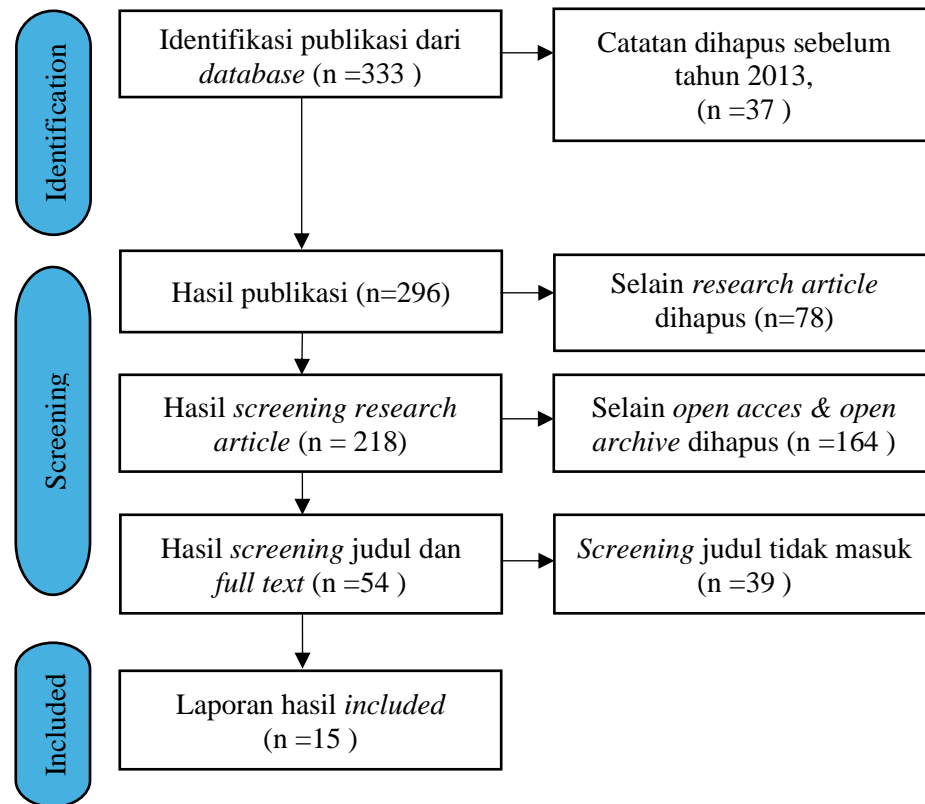 Identification
Identifikasi publikasi dari
database (n =333 )
Catatan dihapus sebelum
tahun 2013,
(n =37 )
Screening
Hasil publikasi (n=296)
Selain research article
dihapus (n=78)
Hasil screening research
article (n = 218)
Selain open acces & open
archive dihapus (n =164 )
Hasil screening judul dan
full text (n =54 )
Screening judul tidak masuk
(n =39 )
Included
Laporan hasil included
(n =15 )